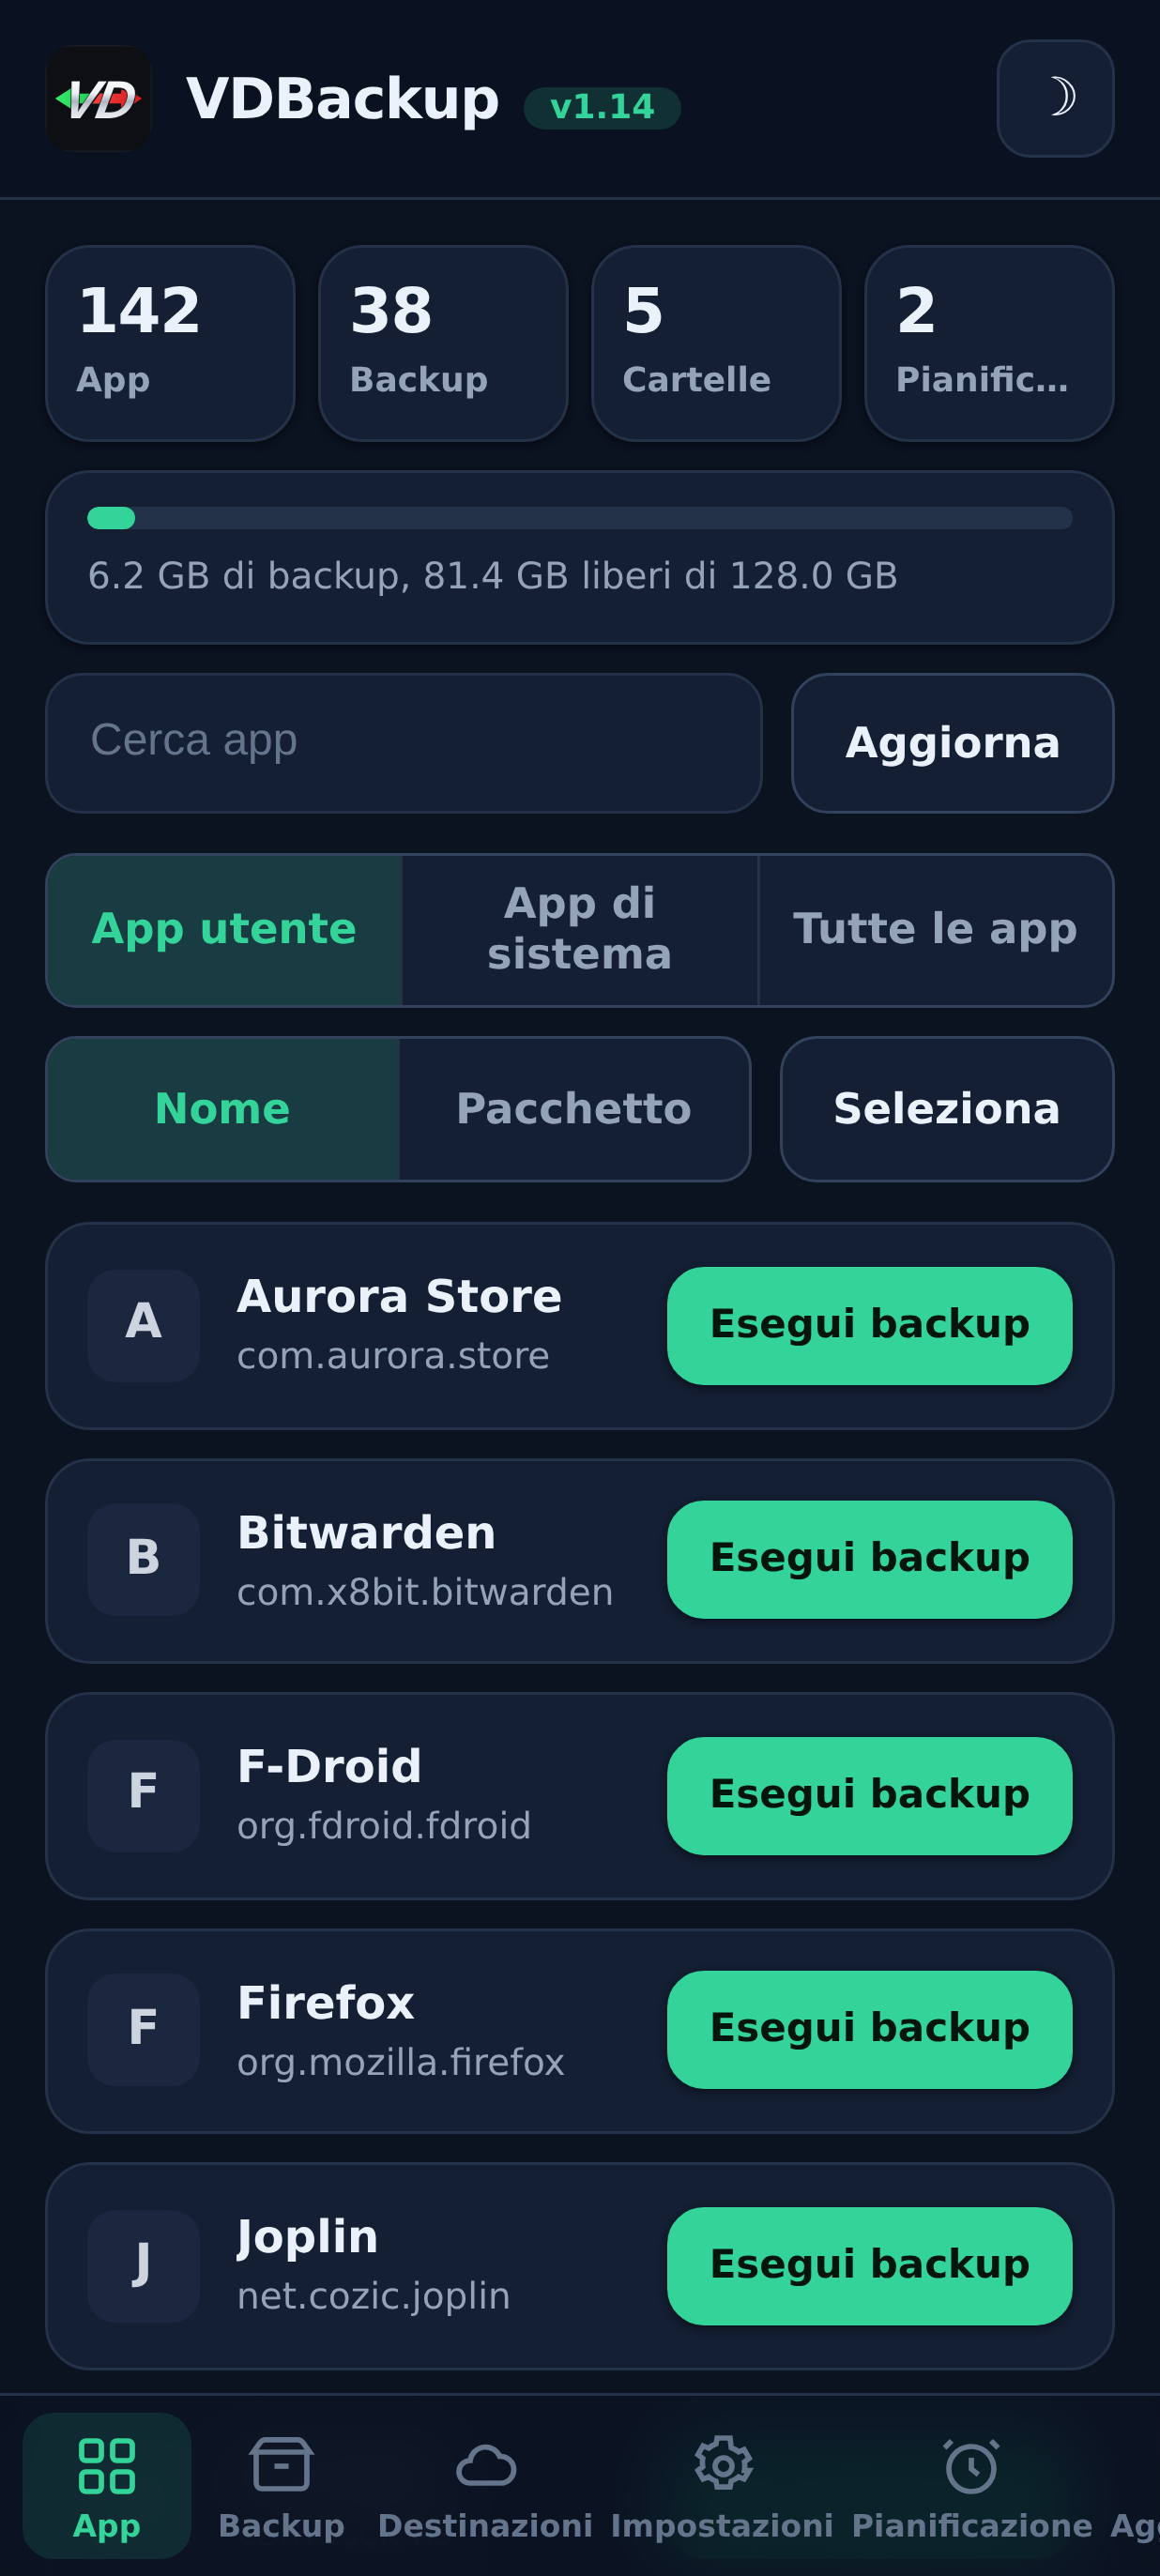 VD
VDBackup v1.14
142
App
38
Backup
5
Cartelle
2
Pianific...
6.2 GB di backup, 81.4 GB liberi di 128.0 GB
Cerca app
Aggiorna
App utente
App di
sistema
Tutte le app
Nome
Pacchetto
Seleziona
A
Aurora Store
com.aurora.store
Esegui backup
B
Bitwarden
com.x8bit.bitwarden
Esegui backup
F
F-Droid
org.fdroid.fdroid
Esegui backup
F
Firefox
org.mozilla.firefox
Esegui backup
J
Joplin
net.cozic.joplin
Esegui backup
App
Backup
Destinazioni
Impostazioni
Pianificazione